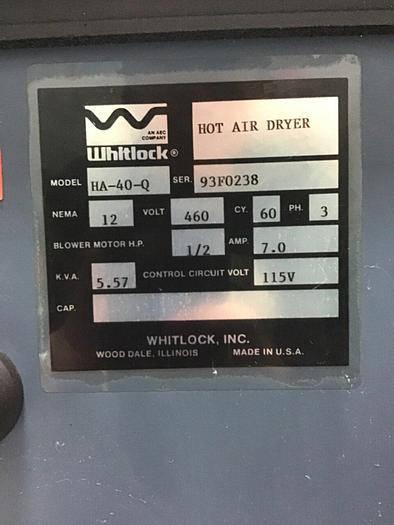 AN AEC
COMPANY
Whitlock®
HOT AIR DRYER
MODEL HA-40-Q SER. 93F0238
NEMA 12 VOLT 460 CY. 60 PH. 3
BLOWER MOTOR H.P. 1/2 AMP. 7.0
K.V.A. 5.57 CONTROL CIRCUIT VOLT 115V
CAP.
WHITLOCK, INC.
WOOD DALE, ILLINOIS MADE IN U.S.A.